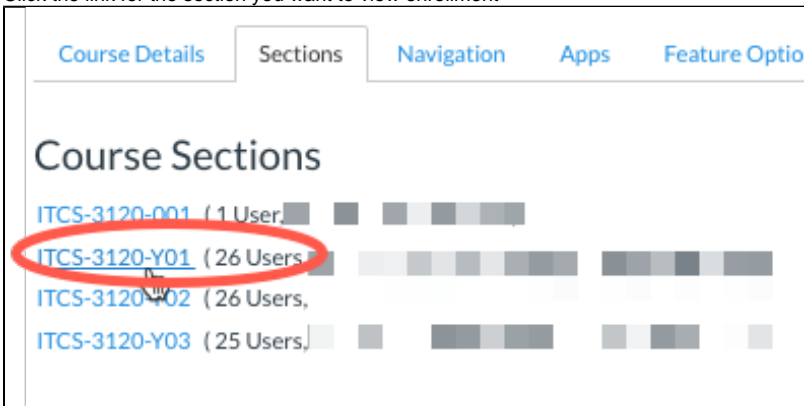 Click the link for the section you want to view enrollment
Course Details Sections Navigation Apps Feature Optio
Course Sections
ITCS-3120-001 ( 1 User,
ITCS-3120-Y01 ( 26 Users,
ITCS-3120-Y02 ( 26 Users,
ITCS-3120-Y03 ( 25 Users,